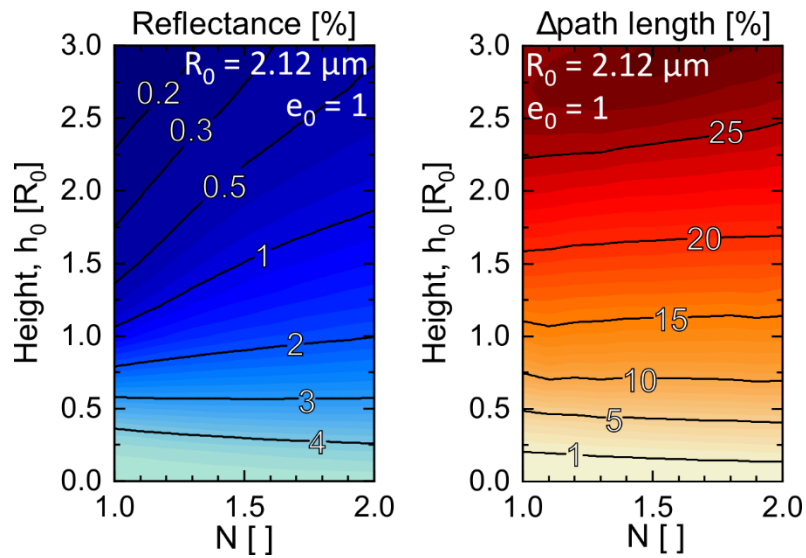 Reflectance [%]
R₀ = 2.12 μm
e₀ = 1
0.2
0.3
0.5
1
2
3
4
3.0
2.5
2.0
1.5
1.0
0.5
0.0
Height, h₀ [R₀]
1.0 1.5 2.0
N [ ]
Δpath length [%]
R₀ = 2.12 μm
e₀ = 1
25
20
15
10
5
1
3.0
2.5
2.0
1.5
1.0
0.5
0.0
Height, h₀ [R₀]
1.0 1.5 2.0
N [ ]